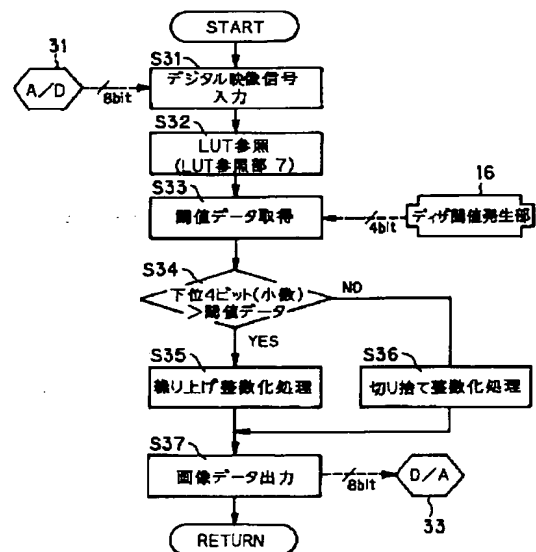 START
31
A/D
8bit
S31
デジタル映像信号
入力
S32
LUT参照
(LUT参照部 7)
S33
閾値データ取得
16
ディザ閾値発生部
4bit
S34
下位4ビット(小数)
>閾値データ
NO
YES
S35
繰り上げ整数化処理
S36
切り捨て整数化処理
S37
画像データ出力
8bit
D/A
33
RETURN